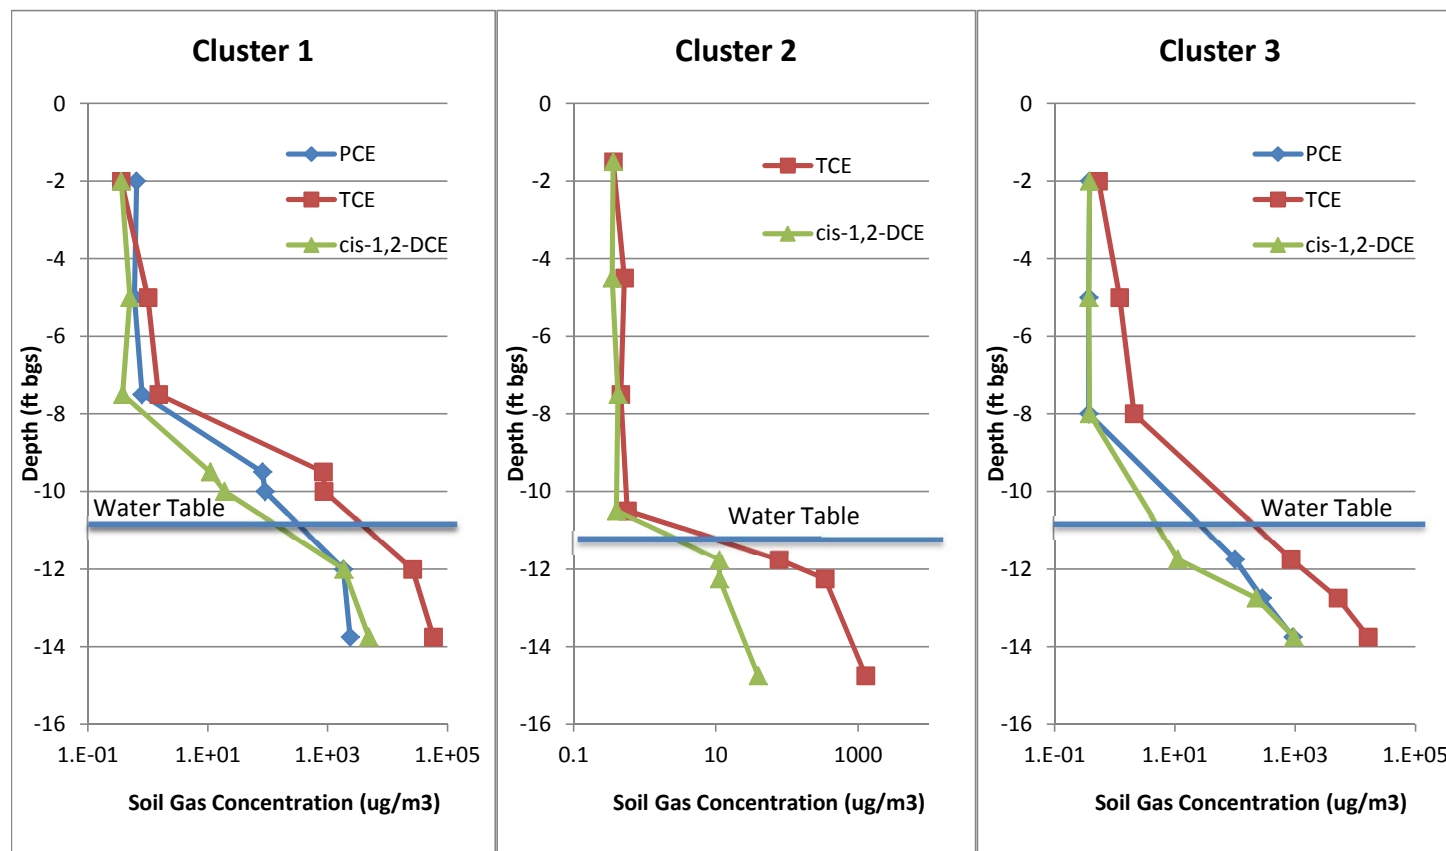 Cluster 1
0
-2
-4
-6
-8
-10
-12
-14
-16
Depth (ft bgs)
PCE
TCE
cis-1,2-DCE
Water Table
1.E-01
1.E+01
1.E+03
1.E+05
Soil Gas Concentration (ug/m3)
Cluster 2
0
-2
-4
-6
-8
-10
-12
-14
-16
Depth (ft bgs)
TCE
cis-1,2-DCE
Water Table
0.1
10
1000
Soil Gas Concentration (ug/m3)
Cluster 3
0
-2
-4
-6
-8
-10
-12
-14
-16
Depth (ft bgs)
PCE
TCE
cis-1,2-DCE
Water Table
1.E-01
1.E+01
1.E+03
1.E+05
Soil Gas Concentration (ug/m3)